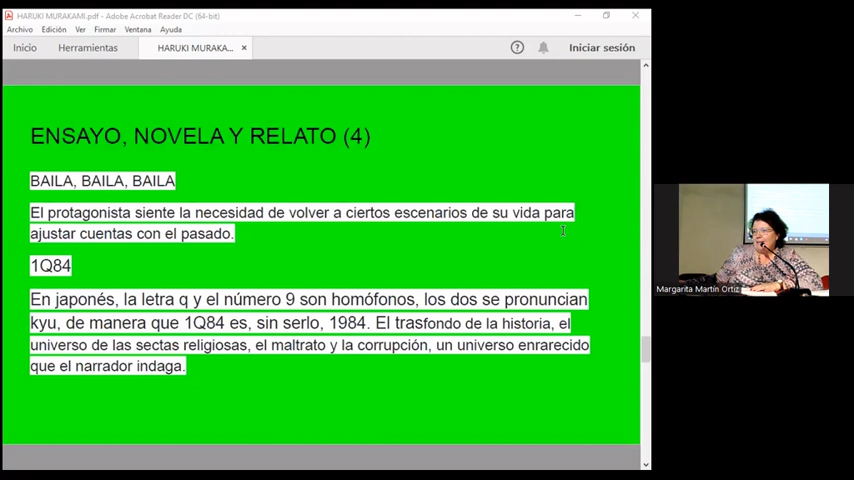 HARUKI MURAKAMI.pdf - Adobe Acrobat Reader DC (64-bit)
Archivo Edición Ver Firmar Ventana Ayuda
Inicio Herramientas HARUKI MURAKA... × Iniciar sesión
ENSAYO, NOVELA Y RELATO (4)
BAILA, BAILA, BAILA
El protagonista siente la necesidad de volver a ciertos escenarios de su vida para
ajustar cuentas con el pasado.
1Q84
En japonés, la letra q y el número 9 son homófonos, los dos se pronuncian
kyu, de manera que 1Q84 es, sin serlo, 1984. El trasfondo de la historia, el
universo de las sectas religiosas, el maltrato y la corrupción, un universo enrarecido
que el narrador indaga.
Margarita Martín Ortiz